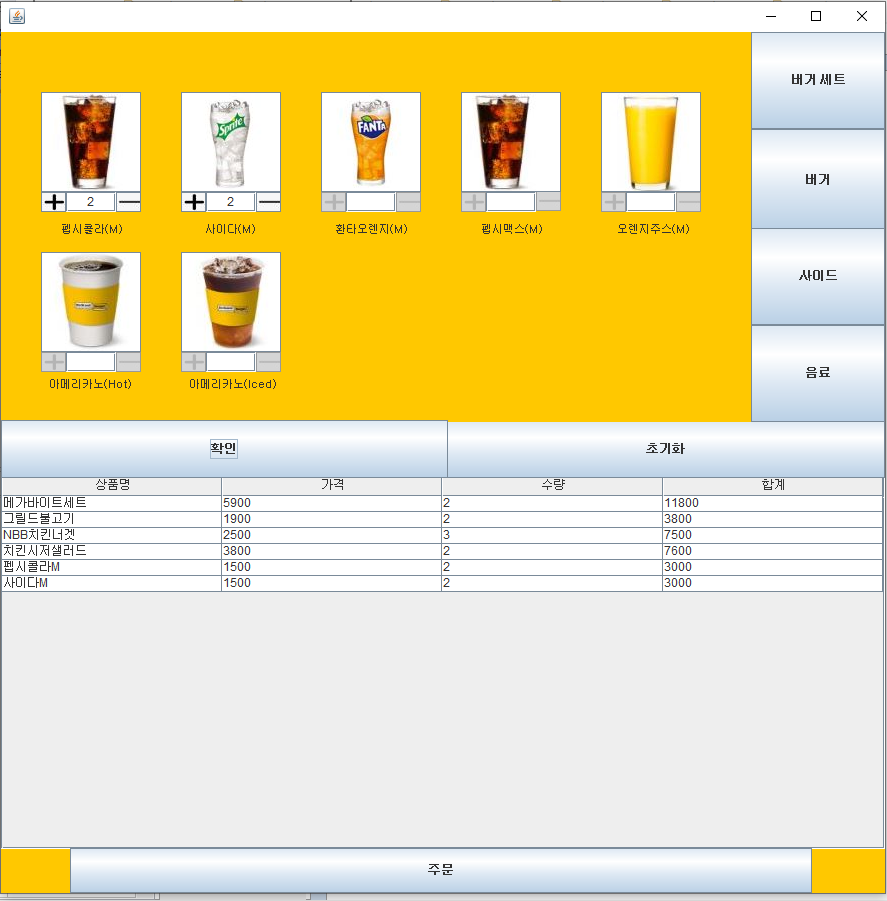 버거 세트
Sprite
FANTA
2
2
펩시콜라(M)
사이다(M)
환타오렌지(M)
펩시맥스(M)
오렌지주스(M)
버거
사이드
아메리카노(Hot)
아메리카노(Iced)
음료
확인
초기화
상품명 가격 수량 합계
메가바이트세트 5900 2 11800
그릴드불고기 1900 2 3800
NBB치킨너겟 2500 3 7500
치킨시저샐러드 3800 2 7600
펩시콜라M 1500 2 3000
사이다M 1500 2 3000
주문